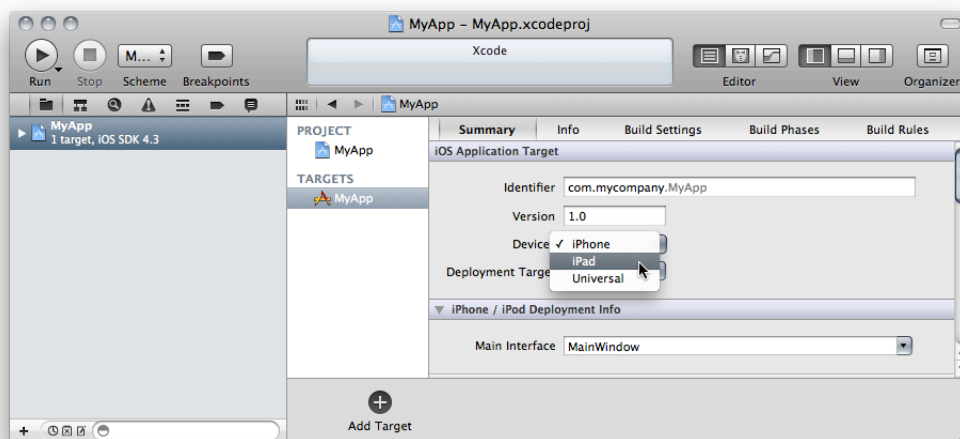 MyApp – MyApp.xcodeproj
M...
Xcode
Run
Stop
Scheme
Breakpoints
Editor
View
Organizer
MyApp
MyApp
1 target, iOS SDK 4.3
PROJECT
MyApp
TARGETS
MyApp
Summary
Info
Build Settings
Build Phases
Build Rules
iOS Application Target
Identifier
com.mycompany.MyApp
Version
1.0
Device
✓ iPhone
iPad
Universal
Deployment Targe
iPhone / iPod Deployment Info
Main Interface
MainWindow
Add Target